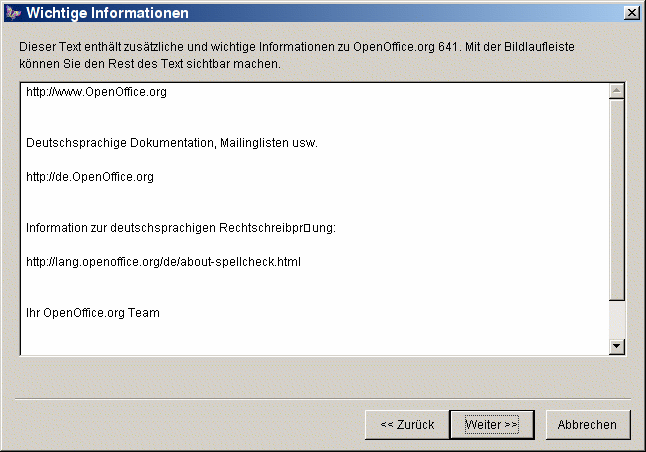 Wichtige Informationen
Dieser Text enthält zusätzliche und wichtige Informationen zu OpenOffice.org 641. Mit der Bildlaufleiste
können Sie den Rest des Text sichtbar machen.
http://www.OpenOffice.org
Deutschsprachige Dokumentation, Mailinglisten usw.
http://de.OpenOffice.org
Information zur deutschsprachigen Rechtschreibpr□ung:
http://lang.openoffice.org/de/about-spellcheck.html
Ihr OpenOffice.org Team
<< Zurück
Weiter >>
Abbrechen